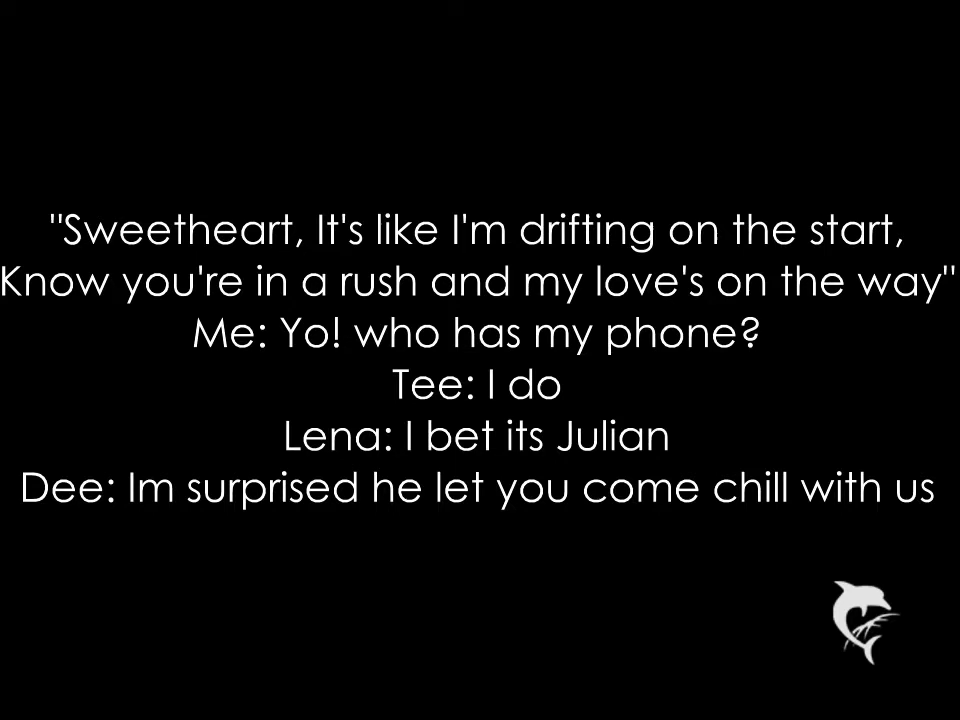 "Sweetheart, It's like I'm drifting on the start,
Know you're in a rush and my love's on the way"
Me: Yo! who has my phone?
Tee: I do
Lena: I bet its Julian
Dee: Im surprised he let you come chill with us